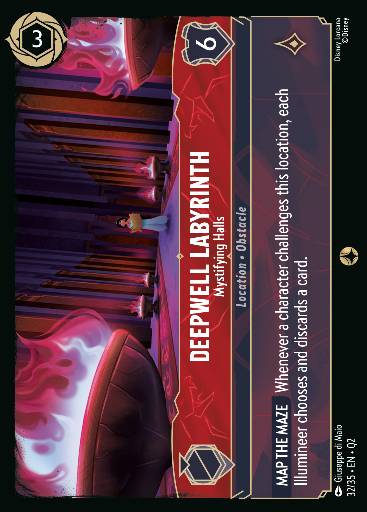 3
6
DEEPWELL LABYRINTH
Mystifying Halls
Location • Obstacle
MAP THE MAZE Whenever a character challenges this location, each
Illumineer chooses and discards a card.
Giuseppe di Maio
32/35 • EN • Q2
Disney Lorcana
©Disney